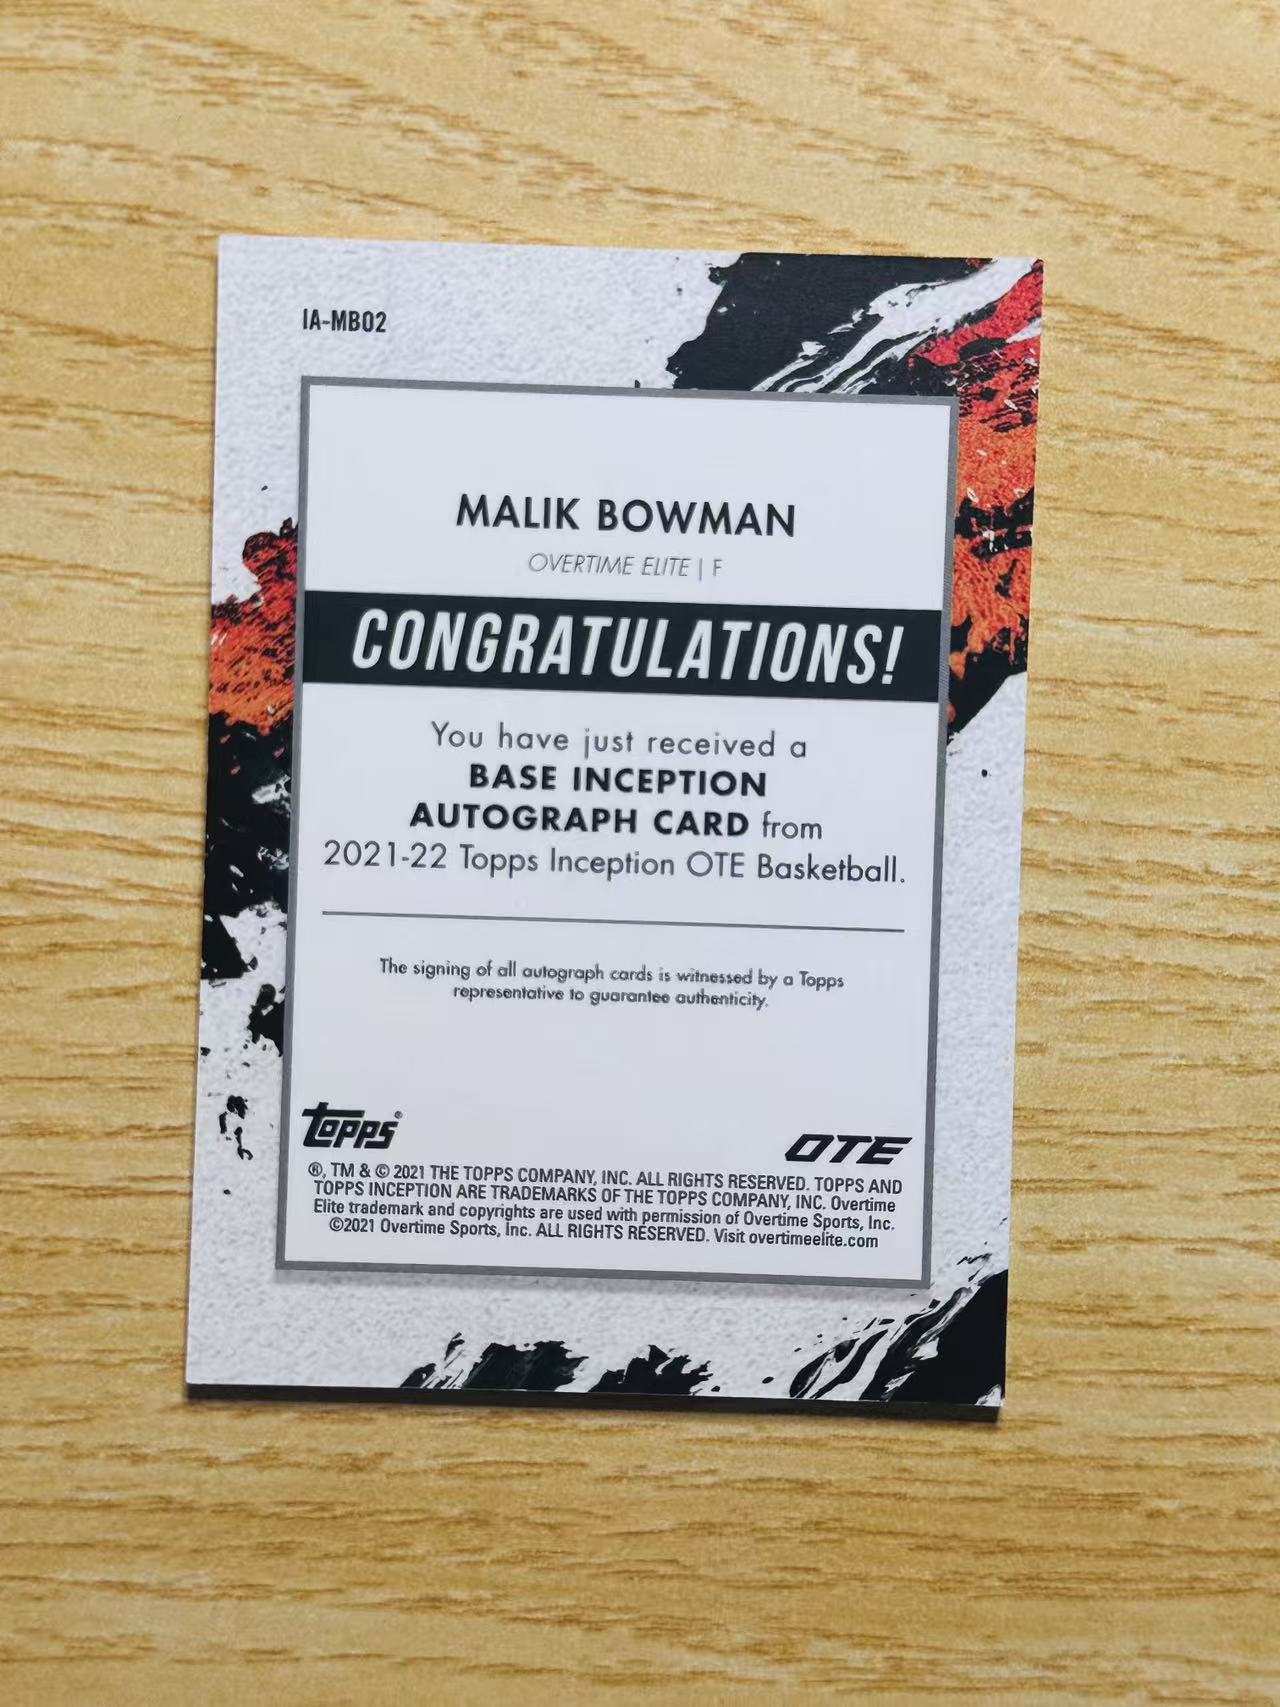 IA-MB02
MALIK BOWMAN
OVERTIME ELITE | F
CONGRATULATIONS!
You have just received a
BASE INCEPTION
AUTOGRAPH CARD from
2021-22 Topps Inception OTE Basketball.
The signing of all autograph cards is witnessed by a Topps
representative to guarantee authenticity.
topps®
OTE
®, TM & © 2021 THE TOPPS COMPANY, INC. ALL RIGHTS RESERVED. TOPPS AND
TOPPS INCEPTION ARE TRADEMARKS OF THE TOPPS COMPANY, INC. Overtime
Elite trademark and copyrights are used with permission of Overtime Sports, Inc.
©2021 Overtime Sports, Inc. ALL RIGHTS RESERVED. Visit overtimeelite.com